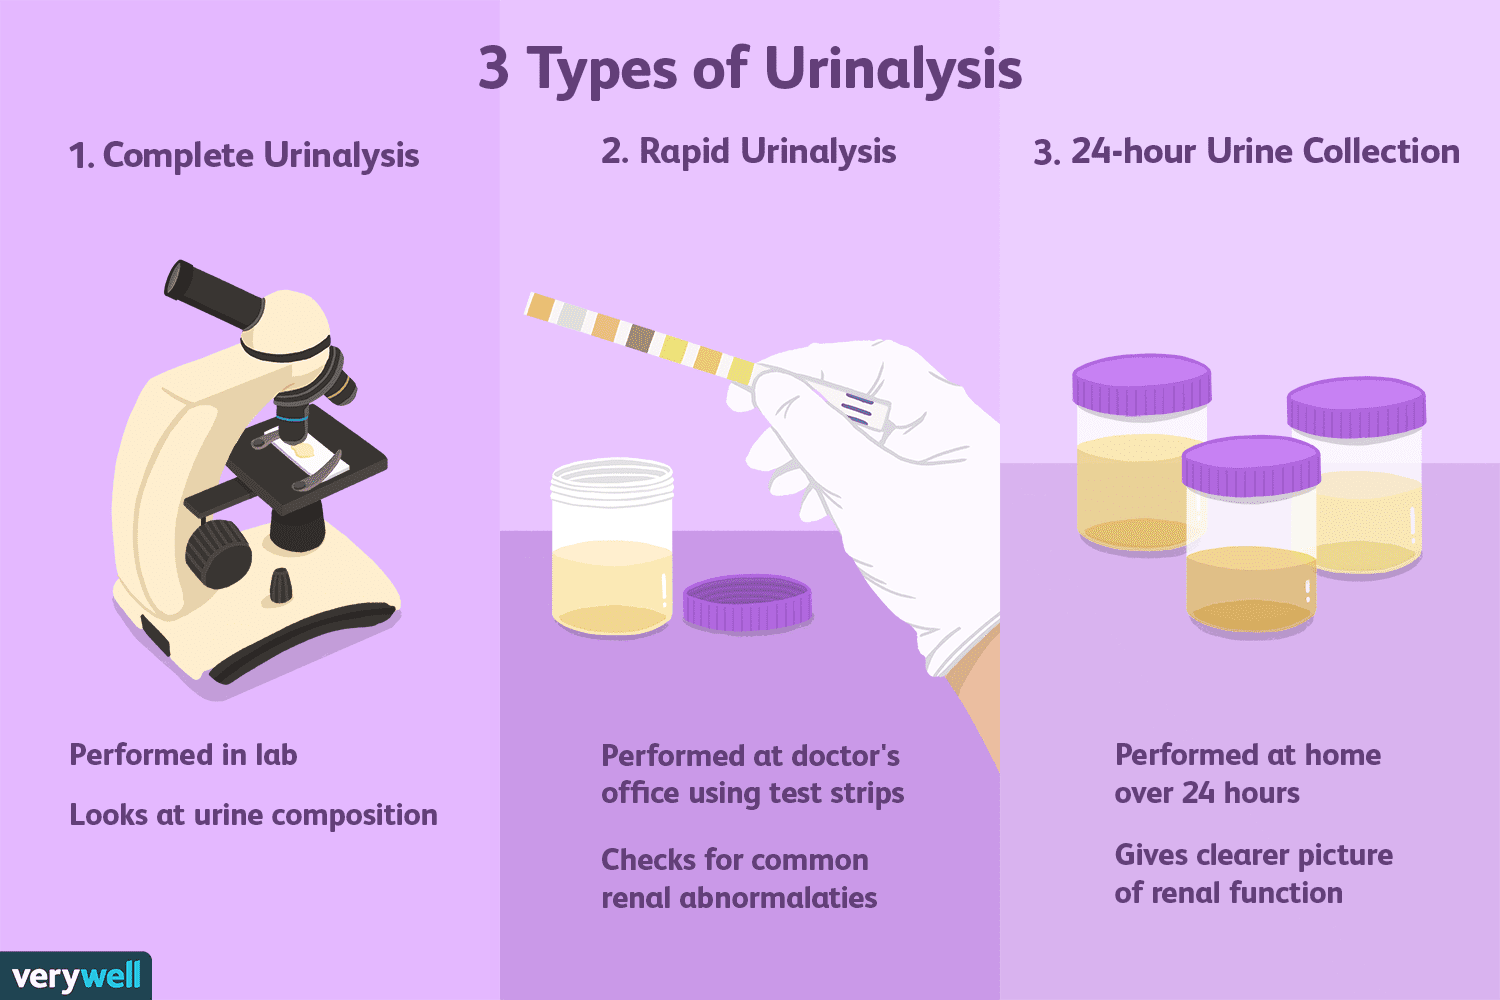 3 Types of Urinalysis
1. Complete Urinalysis
Performed in lab
Looks at urine composition
2. Rapid Urinalysis
Performed at doctor's
office using test strips
Checks for common
renal abnormalaties
3. 24-hour Urine Collection
Performed at home
over 24 hours
Gives clearer picture
of renal function
verywell